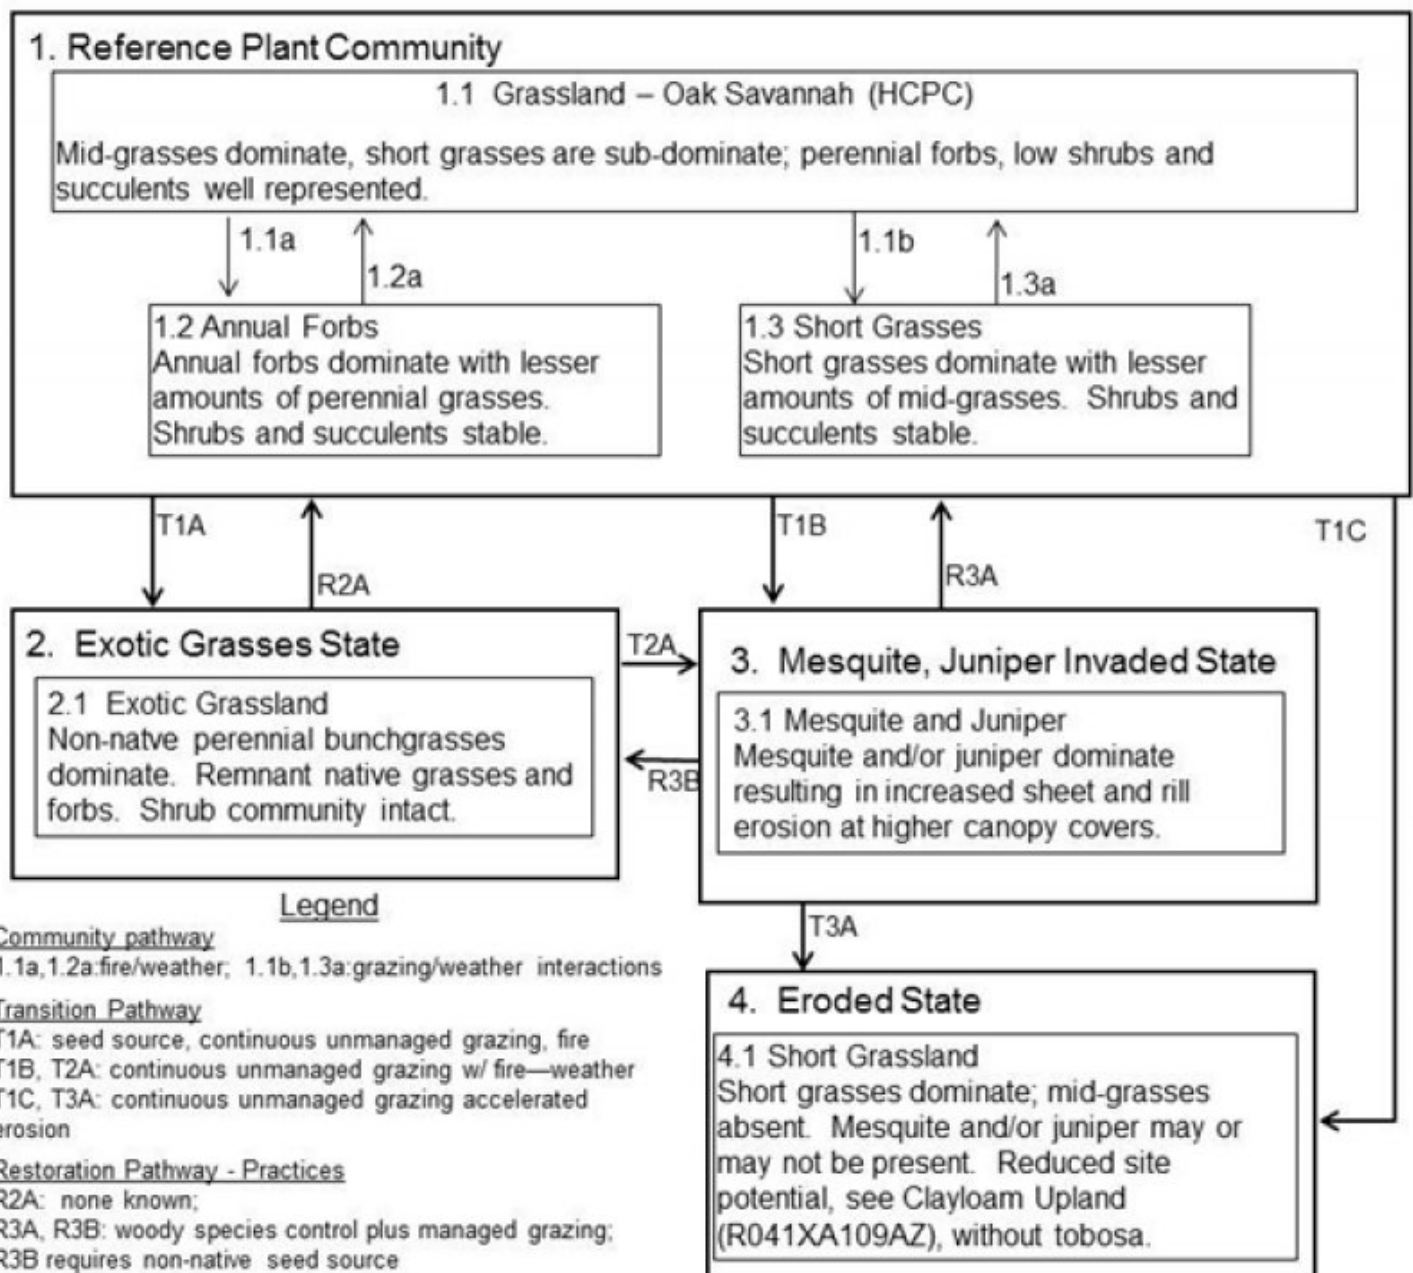 1. Reference Plant Community
1.1 Grassland – Oak Savannah (HCPC)
Mid-grasses dominate, short grasses are sub-dominate; perennial forbs, low shrubs and
succulents well represented.
1.1a
1.2a
1.1b
1.3a
1.2 Annual Forbs
Annual forbs dominate with lesser
amounts of perennial grasses.
Shrubs and succulents stable.
1.3 Short Grasses
Short grasses dominate with lesser
amounts of mid-grasses. Shrubs and
succulents stable.
T1A
R2A
T1B
R3A
T1C
2. Exotic Grasses State
2.1 Exotic Grassland
Non-natve perennial bunchgrasses
dominate. Remnant native grasses and
forbs. Shrub community intact.
T2A
R3B
3. Mesquite, Juniper Invaded State
3.1 Mesquite and Juniper
Mesquite and/or juniper dominate
resulting in increased sheet and rill
erosion at higher canopy covers.
T3A
4. Eroded State
4.1 Short Grassland
Short grasses dominate; mid-grasses
absent. Mesquite and/or juniper may or
may not be present. Reduced site
potential, see Clayloam Upland
(R041XA109AZ), without tobosa.
Legend
Community pathway
1.1a,1.2a:fire/weather; 1.1b,1.3a:grazing/weather interactions
Transition Pathway
T1A: seed source, continuous unmanaged grazing, fire
T1B, T2A: continuous unmanaged grazing w/ fire—weather
T1C, T3A: continuous unmanaged grazing accelerated
erosion
Restoration Pathway - Practices
R2A: none known;
R3A, R3B: woody species control plus managed grazing;
R3B requires non-native seed source